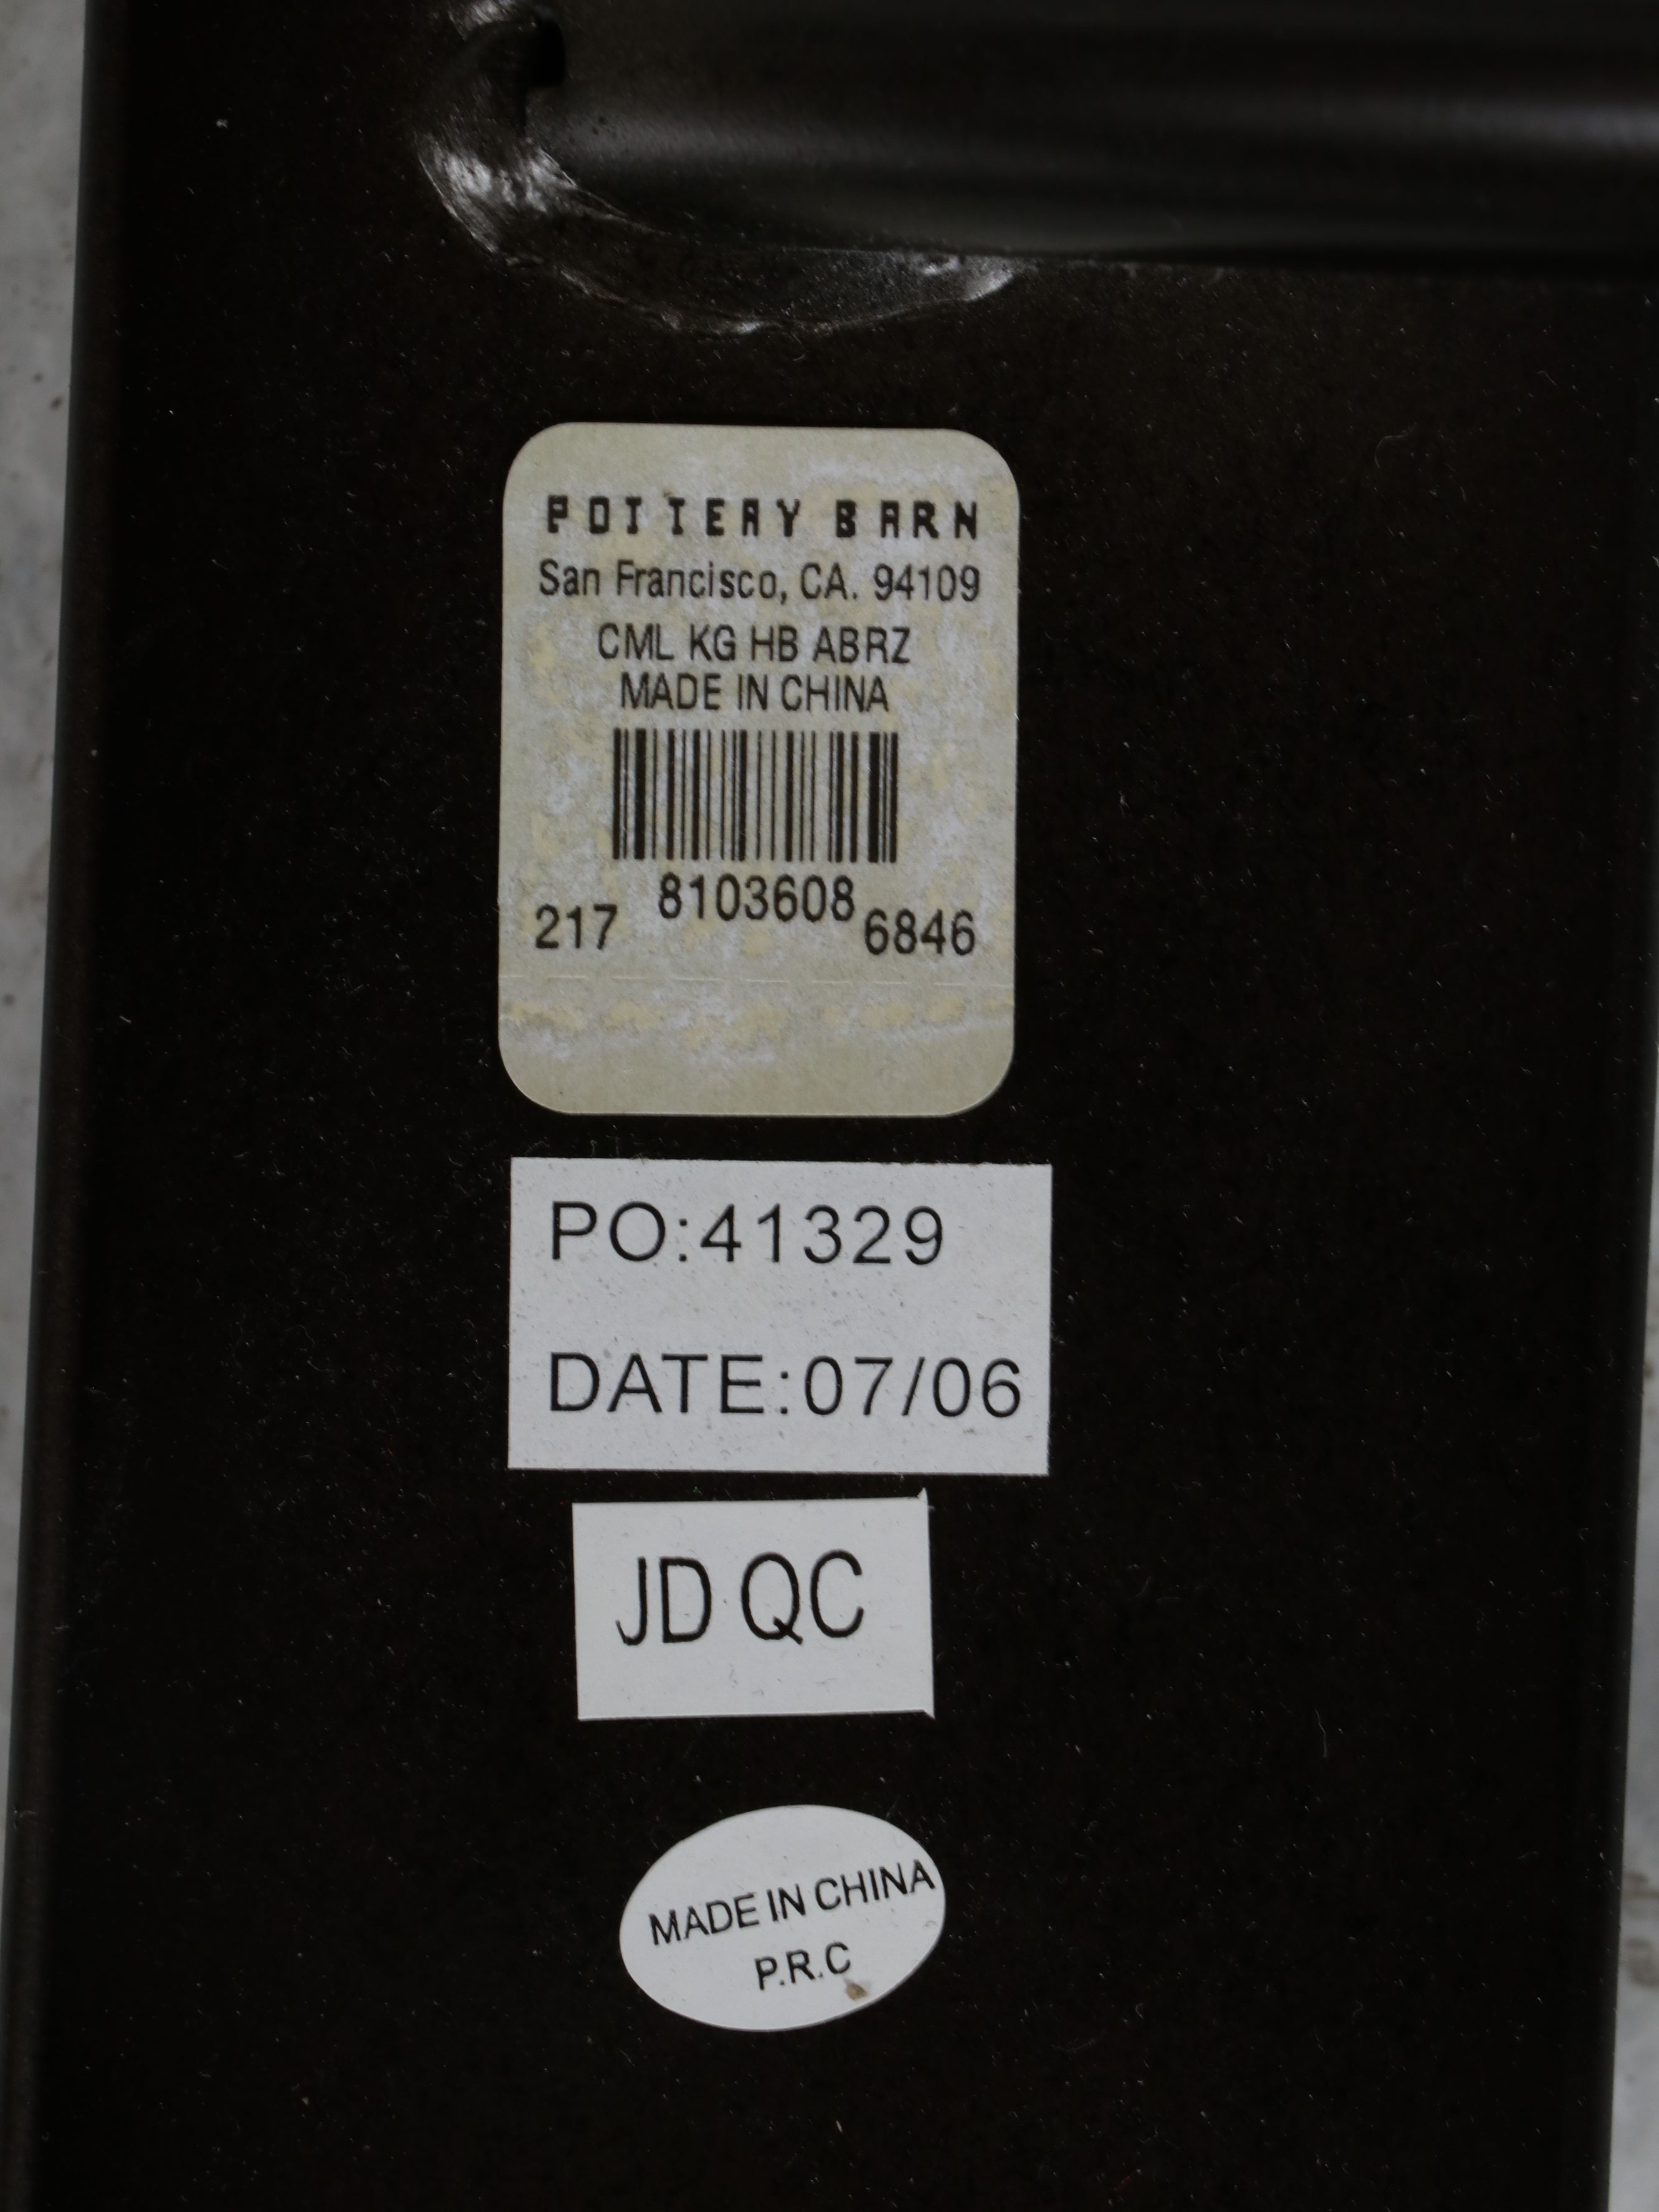 POTTERY BARN
San Francisco, CA. 94109
CML KG HB ABRZ
MADE IN CHINA
8103608
217 6846
PO:41329
DATE:07/06
JD QC
MADE IN CHINA
P.R.C